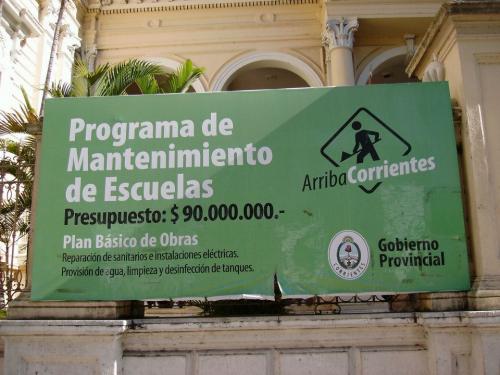 Programa de
Mantenimiento
de Escuelas
Presupuesto: $ 90.000.000.-
Plan Básico de Obras
Reparación de sanitarios e instalaciones eléctricas.
Provisión de agua, limpieza y desinfección de tanques.
ArribaCorrientes
CORRIENTES
Gobierno
Provincial